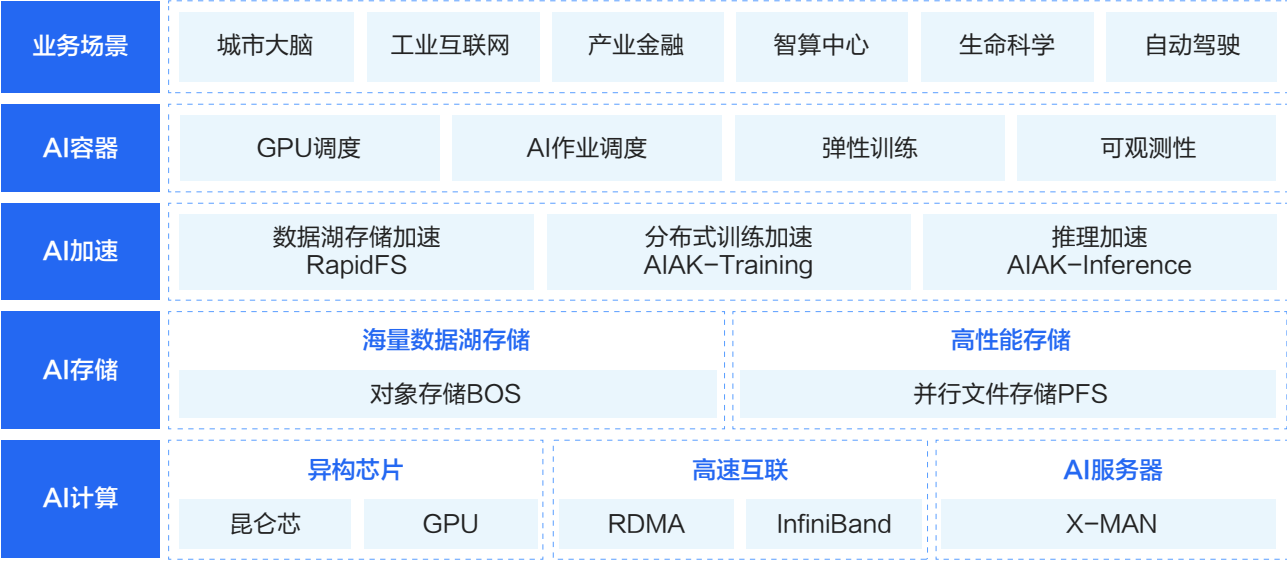 业务场景
城市大脑
工业互联网
产业金融
智算中心
生命科学
自动驾驶
AI容器
GPU调度
AI作业调度
弹性训练
可观测性
AI加速
数据湖存储加速
RapidFS
分布式训练加速
AIAK-Training
推理加速
AIAK-Inference
AI存储
海量数据湖存储
对象存储BOS
高性能存储
并行文件存储PFS
AI计算
异构芯片
昆仑芯
GPU
高速互联
RDMA
InfiniBand
AI服务器
X-MAN